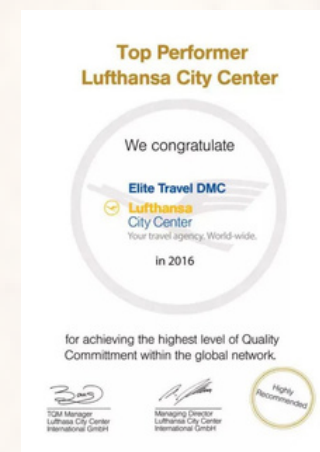 Top Performer
Lufthansa City Center
We congratulate
Elite Travel DMC
Lufthansa
City Center
Your travel agency. World-wide.
in 2016
for achieving the highest level of Quality
Committment within the global network.
TQM Manager
Lufthasa City Center
International GmbH
Managing Director
Lufthansa City Center
International GmbH
Highly
Recommended